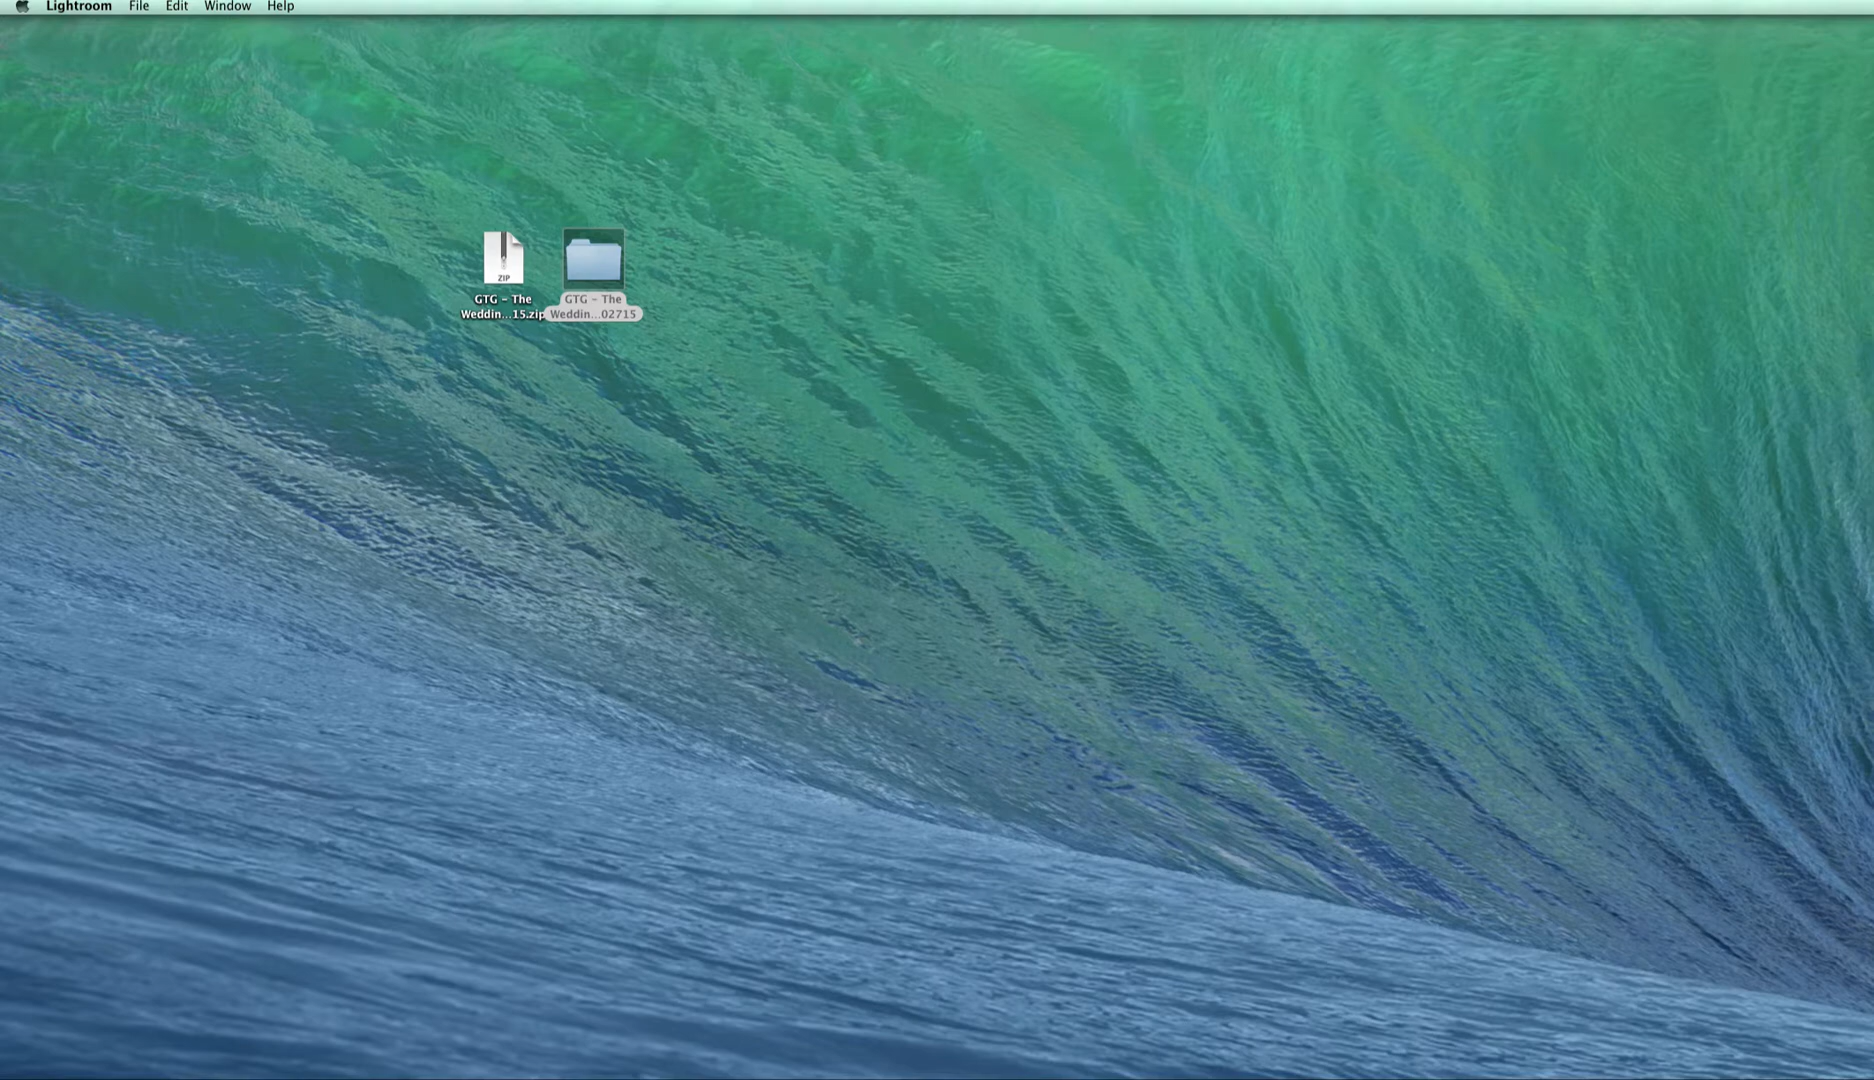 Lightroom File Edit Window Help
ZIP
GTG - The
Weddin...15.zip
GTG - The
Weddin...02715